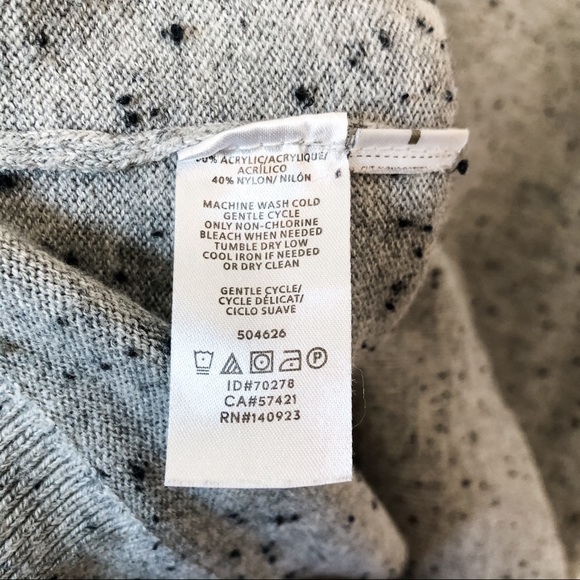 ACRYLIC/ACRYLIQUE/
ACRÍLICO
40% NYLON/ NILÓN
MACHINE WASH COLD
GENTLE CYCLE
ONLY NON-CHLORINE
BLEACH WHEN NEEDED
TUMBLE DRY LOW
COOL IRON IF NEEDED
OR DRY CLEAN
GENTLE CYCLE/
CYCLE DÉLICAT/
CICLO SUAVE
504626
P
ID#70278
CA#57421
RN#140923